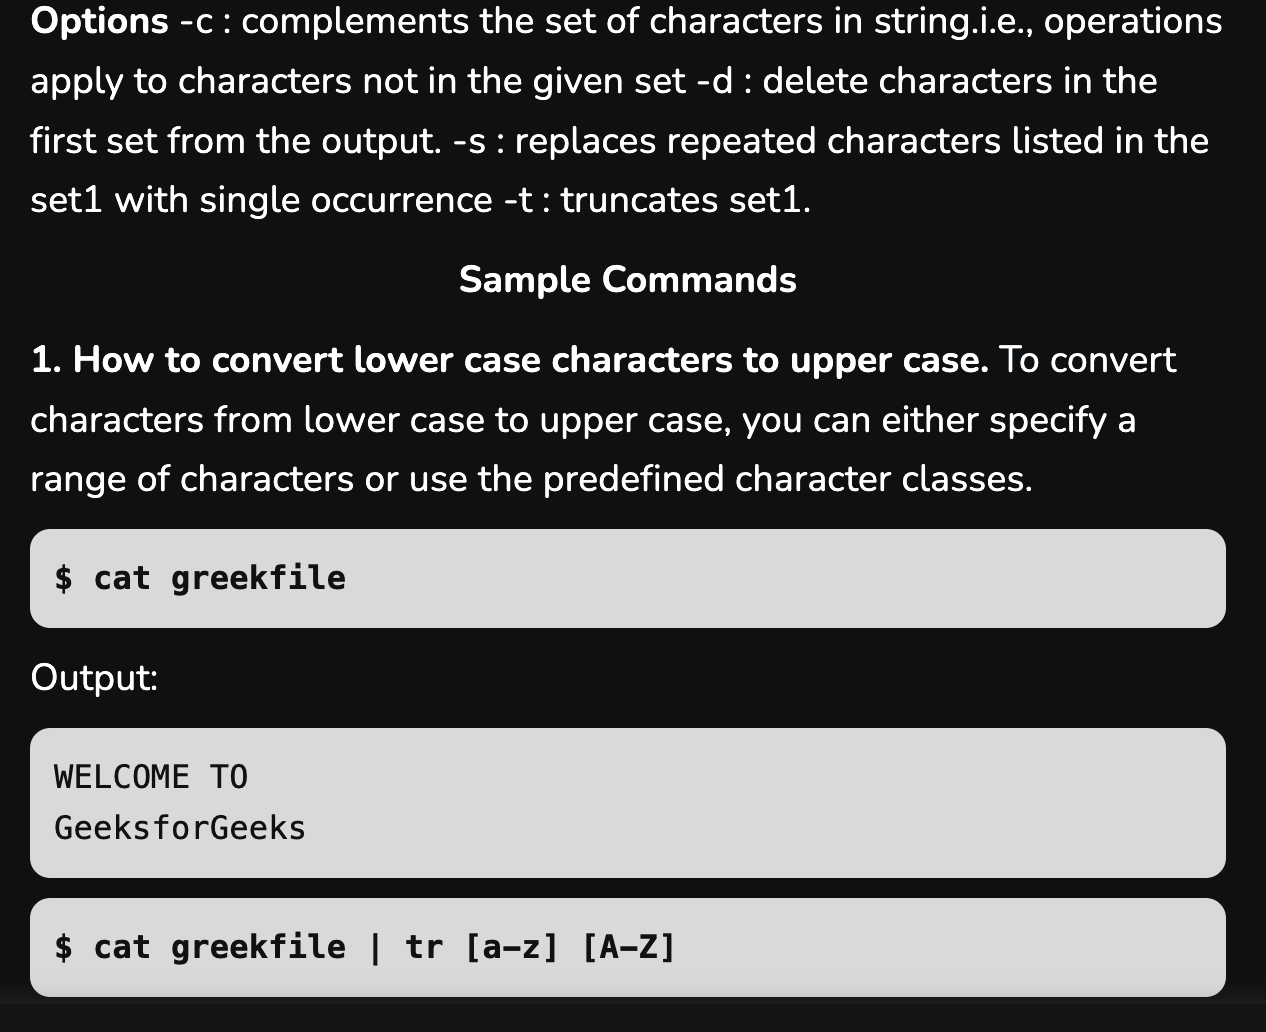 Options -c : complements the set of characters in string.i.e., operations
apply to characters not in the given set -d : delete characters in the
first set from the output. -s : replaces repeated characters listed in the
set1 with single occurrence -t : truncates set1.
Sample Commands
1. How to convert lower case characters to upper case. To convert
characters from lower case to upper case, you can either specify a
range of characters or use the predefined character classes.
$ cat greekfile
Output:
WELCOME TO
GeeksforGeeks
$ cat greekfile | tr [a-z] [A-Z]